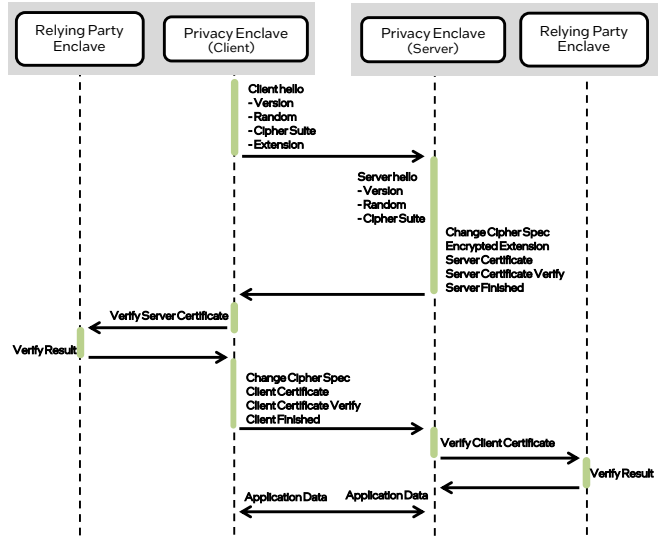 Relying Party
Enclave
Privacy Enclave
(Client)
Privacy Enclave
(Server)
Relying Party
Enclave
Client hello
- Version
- Random
- Cipher Suite
- Extension
Server hello
- Version
- Random
- Cipher Suite
Change Cipher Spec
Encrypted Extension
Server Certificate
Server Certificate Verify
Server Finished
Verify Server Certificate
Verify Result
Change Cipher Spec
Client Certificate
Client Certificate Verify
Client Finished
Verify Client Certificate
Verify Result
Application Data
Application Data